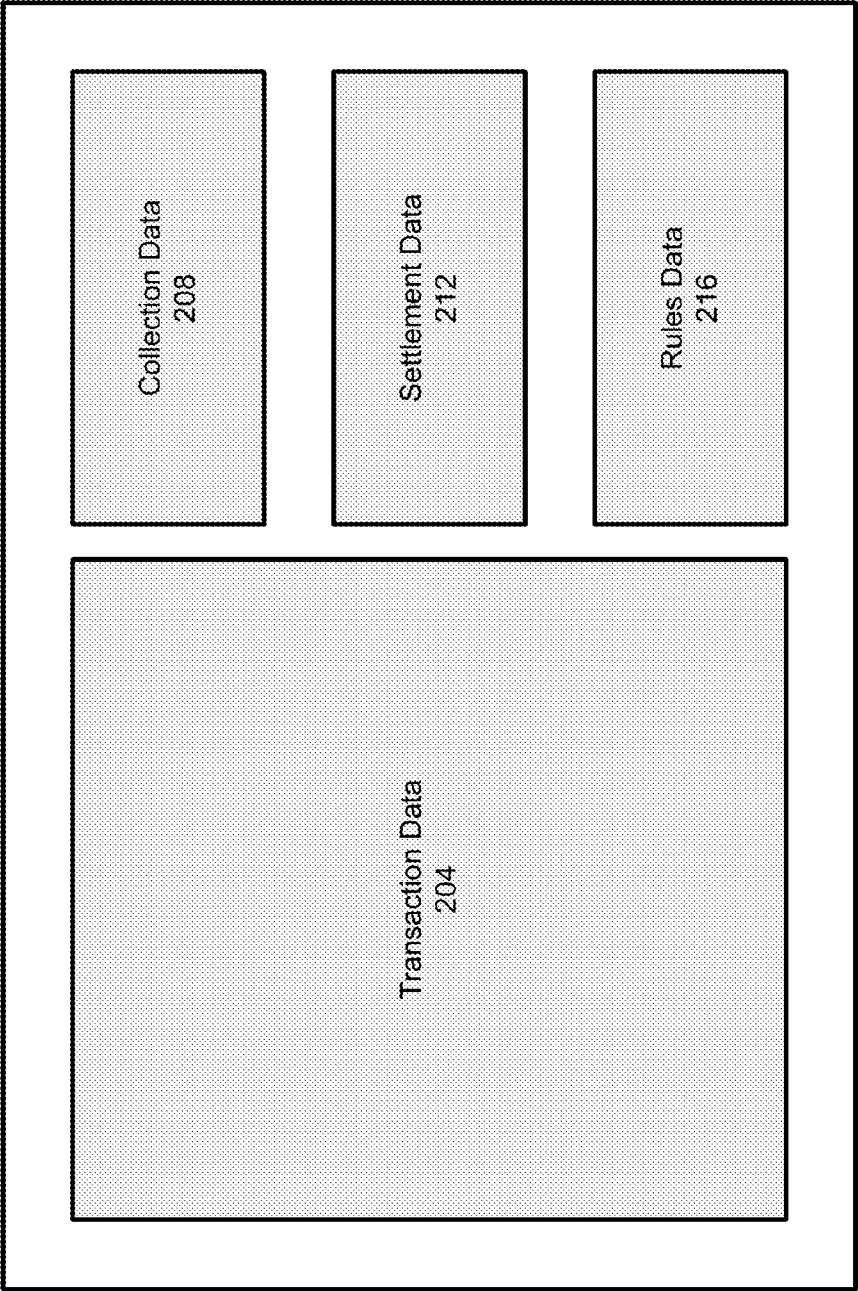 Transaction Data
204
Collection Data
208
Settlement Data
212
Rules Data
216